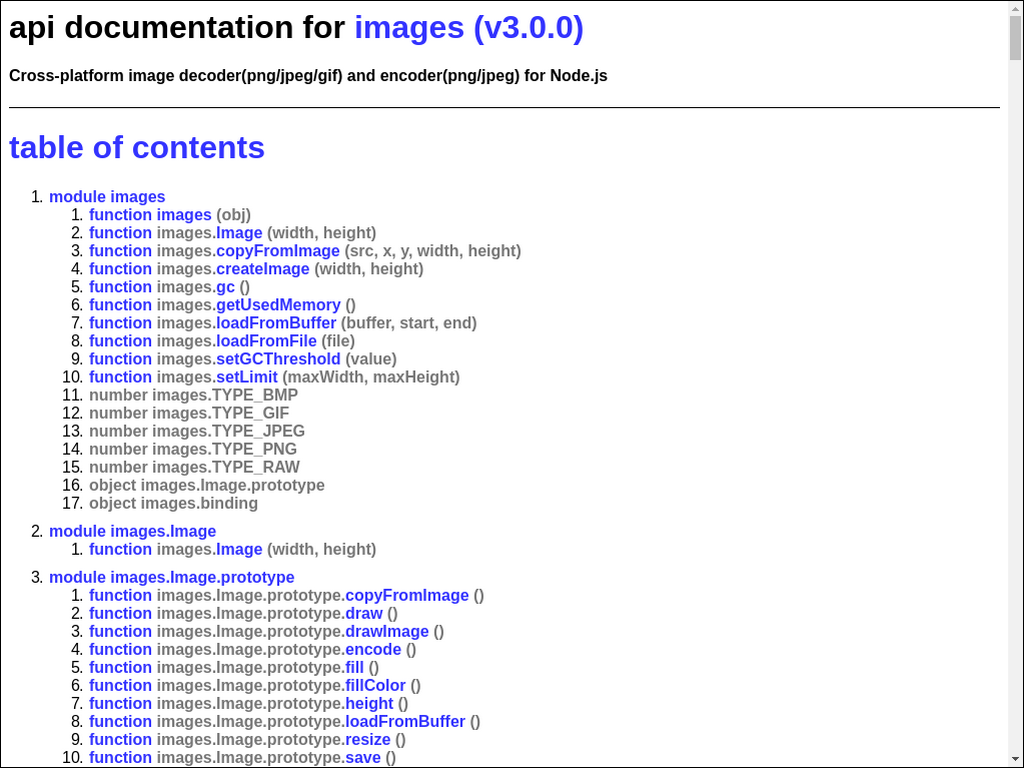 api documentation for images (v3.0.0)
Cross-platform image decoder(png/jpeg/gif) and encoder(png/jpeg) for Node.js
table of contents
1. module images
1. function images (obj)
2. function images.Image (width, height)
3. function images.copyFromImage (src, x, y, width, height)
4. function images.createImage (width, height)
5. function images.gc ()
6. function images.getUsedMemory ()
7. function images.loadFromBuffer (buffer, start, end)
8. function images.loadFromFile (file)
9. function images.setGCThreshold (value)
10. function images.setLimit (maxWidth, maxHeight)
11. number images.TYPE_BMP
12. number images.TYPE_GIF
13. number images.TYPE_JPEG
14. number images.TYPE_PNG
15. number images.TYPE_RAW
16. object images.Image.prototype
17. object images.binding
2. module images.Image
1. function images.Image (width, height)
3. module images.Image.prototype
1. function images.Image.prototype.copyFromImage ()
2. function images.Image.prototype.draw ()
3. function images.Image.prototype.drawImage ()
4. function images.Image.prototype.encode ()
5. function images.Image.prototype.fill ()
6. function images.Image.prototype.fillColor ()
7. function images.Image.prototype.height ()
8. function images.Image.prototype.loadFromBuffer ()
9. function images.Image.prototype.resize ()
10. function images.Image.prototype.save ()